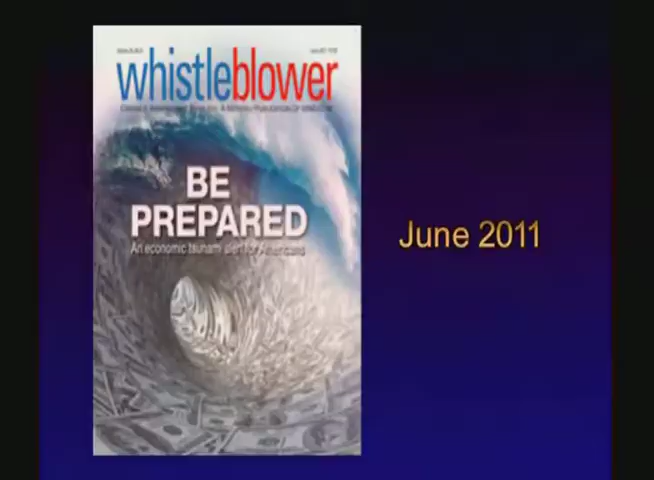 whistleblower
BE
PREPARED
An economic tsunami alert for Americans
June 2011